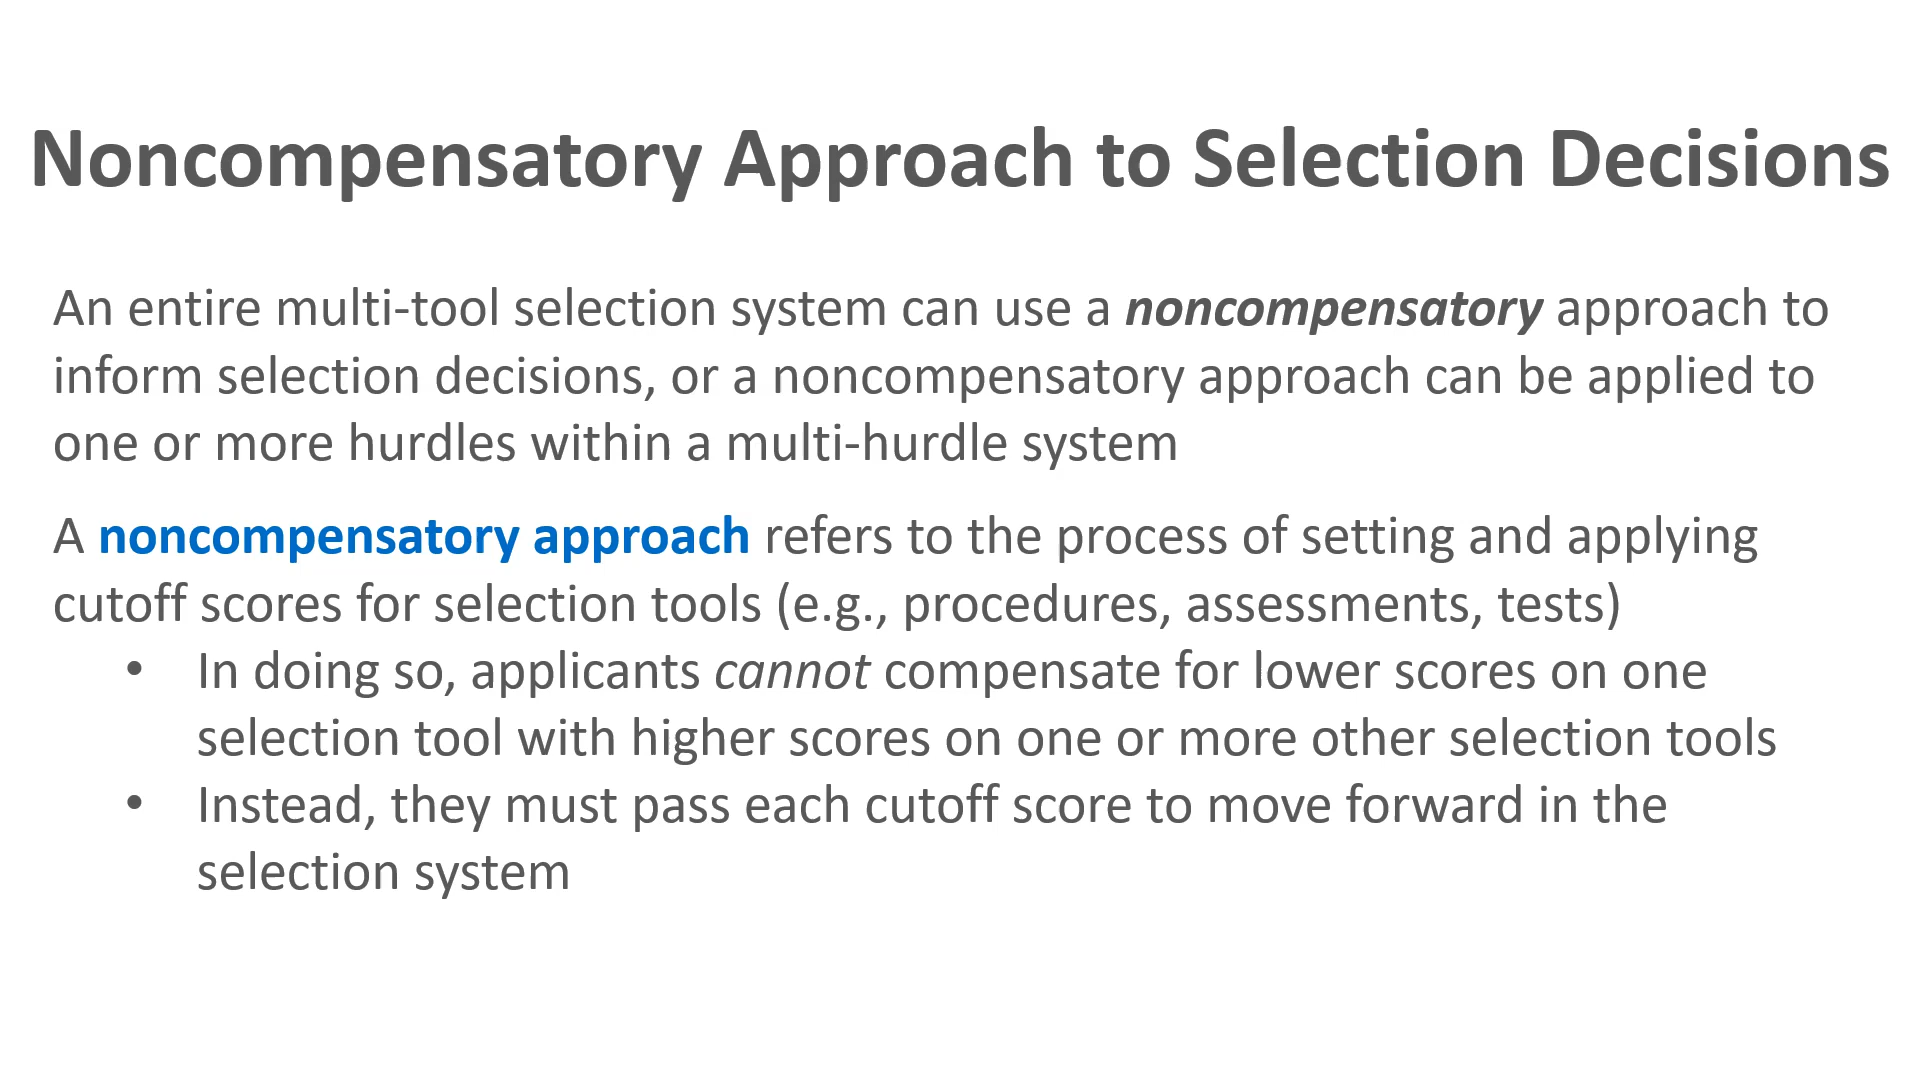 Noncompensatory Approach to Selection Decisions
An entire multi-tool selection system can use a noncompensatory approach to
inform selection decisions, or a noncompensatory approach can be applied to
one or more hurdles within a multi-hurdle system
A noncompensatory approach refers to the process of setting and applying
cutoff scores for selection tools (e.g., procedures, assessments, tests)
• In doing so, applicants cannot compensate for lower scores on one
selection tool with higher scores on one or more other selection tools
• Instead, they must pass each cutoff score to move forward in the
selection system